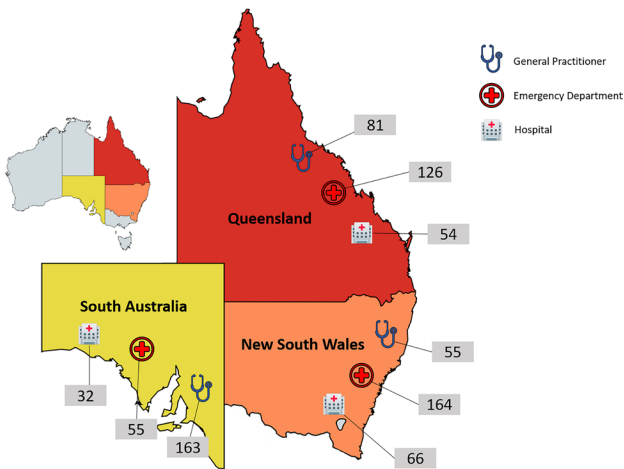 General Practitioner
Emergency Department
Hospital
81
126
Queensland
54
South Australia
New South Wales
55
32
164
55
163
66